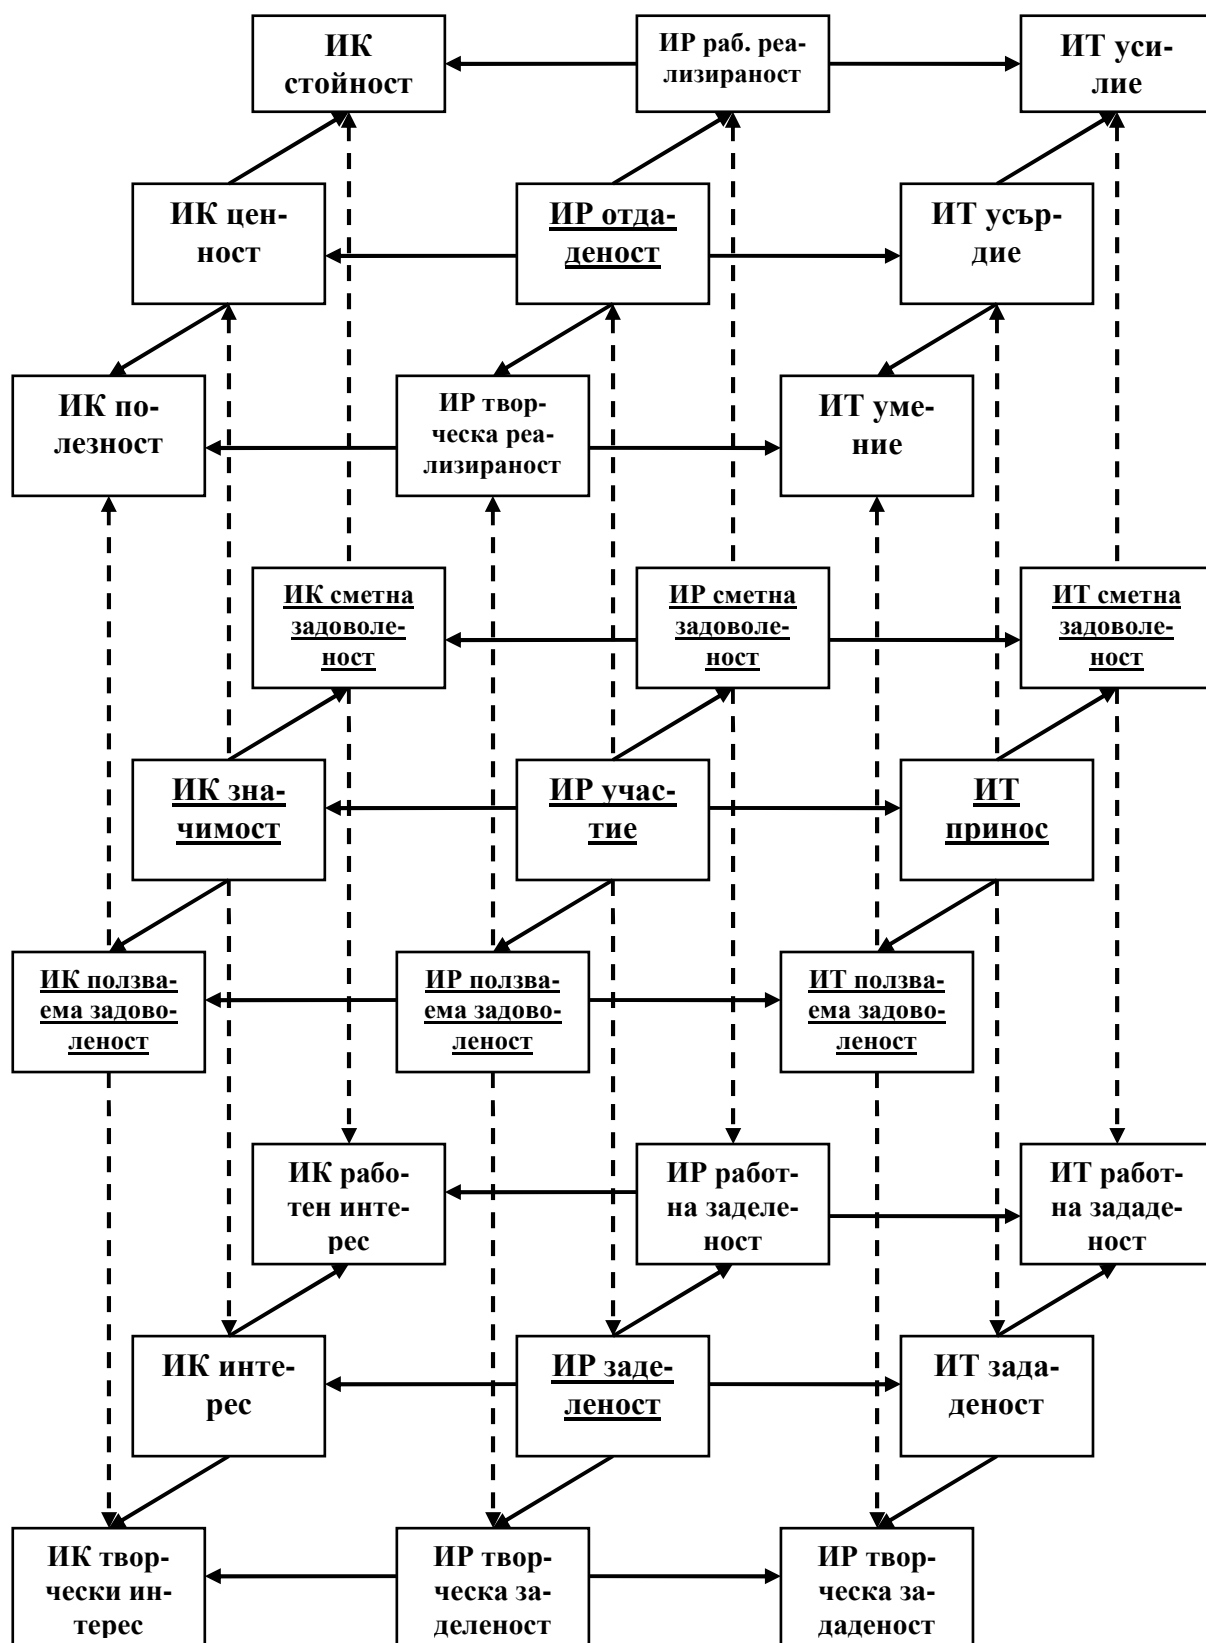 ИК
стойност
ИР раб. реа-
лизираност
ИТ уси-
лие
ИК цен-
ност
ИР отда-
деност
ИТ усър-
дие
ИК по-
лезност
ИР твор-
ческа реа-
лизираност
ИТ уме-
ние
ИК сметна
задоволе-
ност
ИР сметна
задоволе-
ност
ИТ сметна
задоволе-
ност
ИК зна-
чимост
ИР учас-
тие
ИТ
принос
ИК ползва-
ема задово-
леност
ИР ползва-
ема задово-
леност
ИТ ползва-
ема задово-
леност
ИК рабо-
тен инте-
рес
ИР работ-
на заделе-
ност
ИТ работ-
на зададе-
ност
ИК инте-
рес
ИР заде-
леност
ИТ зада-
деност
ИК твор-
чески ин-
терес
ИР твор-
ческа за-
деленост
ИР твор-
ческа за-
даденост